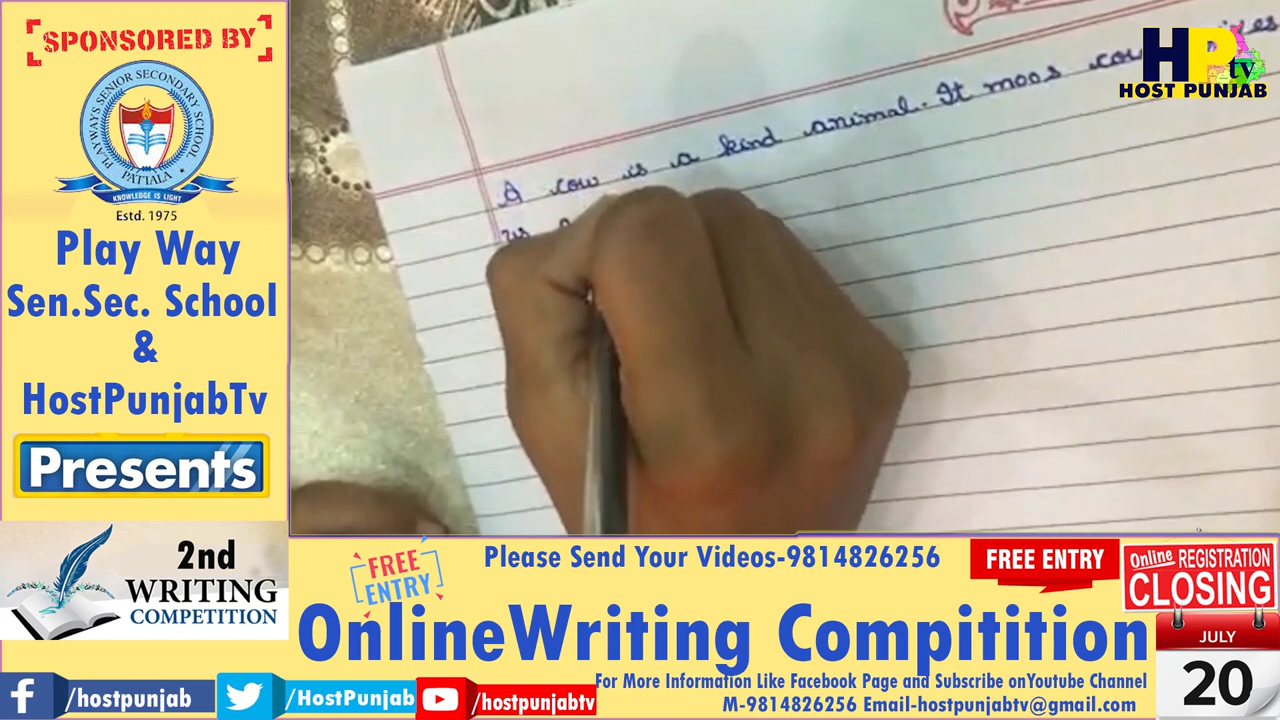 SPONSORED BY
PLAYWAYS SENIOR SECONDARY SCHOOL
PATIALA
KNOWLEDGE IS LIGHT
Estd. 1975
Play Way
Sen.Sec. School
&
HostPunjabTv
Presents
2nd
WRITING
COMPETITION
HPtv
HOST PUNJAB
A cow is a kind animal. It moos cow
us
FREE
ENTRY
Please Send Your Videos-9814826256
FREE ENTRY
Online REGISTRATION
CLOSING
OnlineWriting Compitition
JULY
20
For More Information Like Facebook Page and Subscribe onYoutube Channel
M-9814826256 Email-hostpunjabtv@gmail.com
/hostpunjab
/HostPunjab
/hostpunjabtv